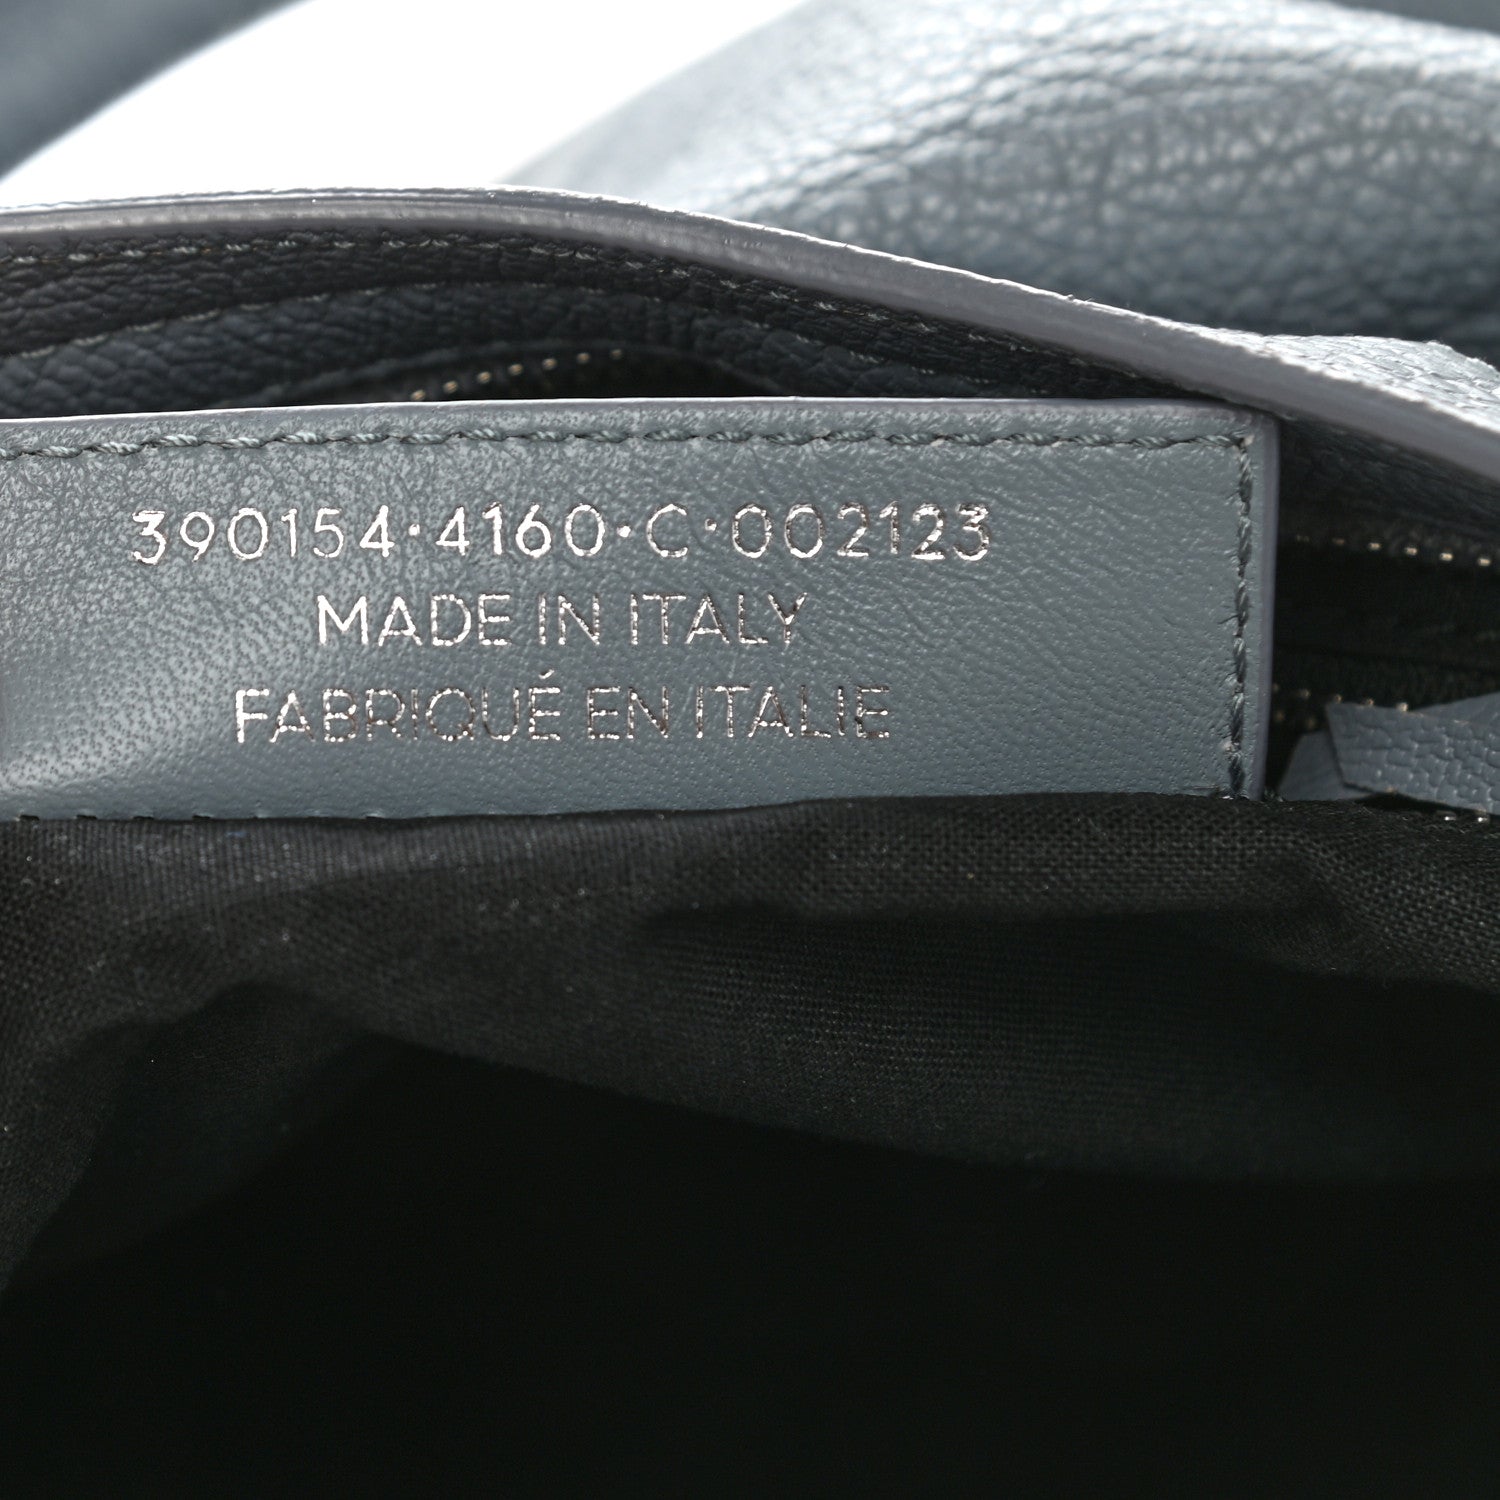 390154·4160·C·002123
MADE IN ITALY
FABRIQUÉ EN ITALIE